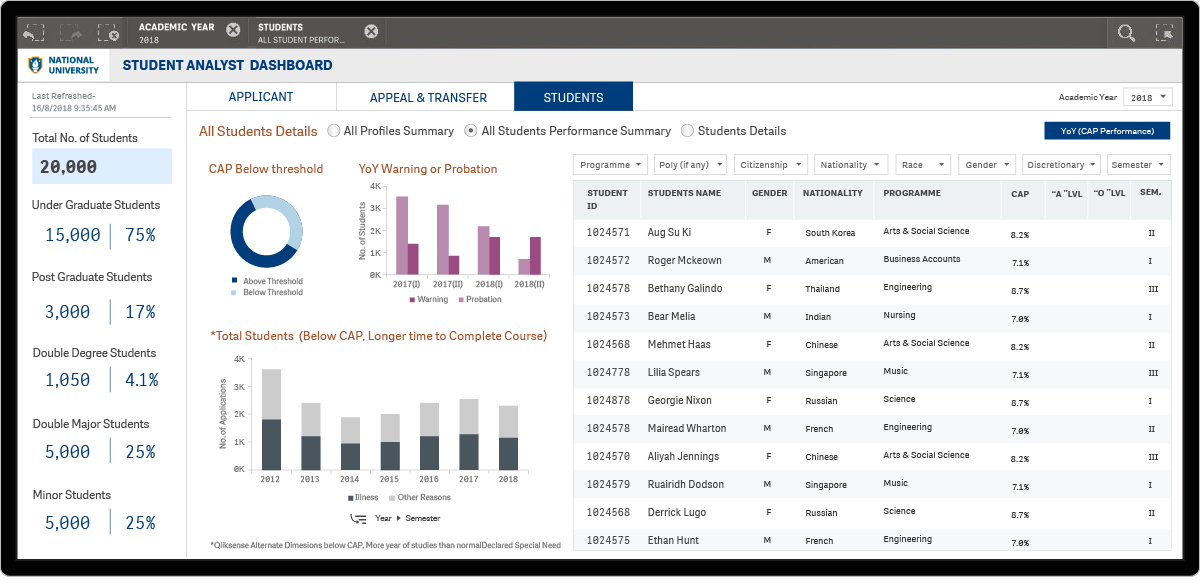 ACADEMIC YEAR
2018
STUDENTS
ALL STUDENT PERFOR...
NATIONAL
UNIVERSITY
STUDENT ANALYST DASHBOARD
Last Refreshed-
16/8/2018 9:35:45 AM
APPLICANT
APPEAL & TRANSFER
STUDENTS
Academic Year
2018
Total No. of Students
20,000
Under Graduate Students
15,000 75%
Post Graduate Students
3,000 17%
Double Degree Students
1,050 4.1%
Double Major Students
5,000 25%
Minor Students
5,000 25%
All Students Details
All Profiles Summary
All Students Performance Summary
Students Details
YoY (CAP Performance)
CAP Below threshold
Above Threshold
Below Threshold
YoY Warning or Probation
No. of Students
4K
3K
2K
1K
0K
2017(I) 2017(II) 2018(I) 2018(II)
Warning Probation
*Total Students (Below CAP, Longer time to Complete Course)
No.of Applications
4K
3K
2K
1K
0K
2012 2013 2014 2015 2016 2017 2018
Illness Other Reasons
Year Semester
*Qliksense Alternate Dimesions below CAP, More year of studies than normalDeclared Special Need
Programme Poly (if any) Citizenship Nationality Race Gender Discretionary Semester
STUDENT
ID
STUDENTS NAME GENDER NATIONALITY PROGRAMME CAP "A "LVL "O "LVL SEM.
1024571 Aug Su Ki F South Korea Arts & Social Science 8.2% II
1024572 Roger Mckeown M American Business Accounts 7.1% I
1024578 Bethany Galindo F Thailand Engineering 8.7% III
1024573 Bear Melia M Indian Nursing 7.0% I
1024568 Mehmet Haas F Chinese Arts & Social Science 8.2% II
1024778 Lilia Spears M Singapore Music 7.1% III
1024878 Georgie Nixon F Russian Science 8.7% I
1024578 Mairead Wharton M French Engineering 7.0% II
1024570 Aliyah Jennings F Chinese Arts & Social Science 8.2% III
1024579 Ruairidh Dodson M Singapore Music 7.1% I
1024568 Derrick Lugo F Russian Science 8.7% II
1024575 Ethan Hunt M French Engineering 7.0% I